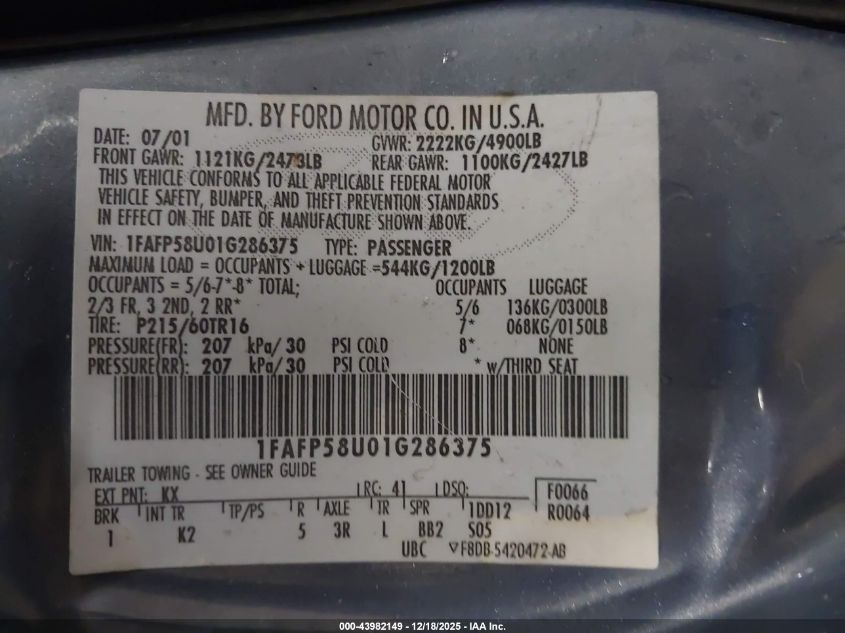 MFD. BY FORD MOTOR CO. IN U.S.A.
DATE: 07/01 GVWR: 2222KG/4900LB
FRONT GAWR: 1121KG/2473LB REAR GAWR: 1100KG/2427LB
THIS VEHICLE CONFORMS TO ALL APPLICABLE FEDERAL MOTOR
VEHICLE SAFETY, BUMPER, AND THEFT PREVENTION STANDARDS
IN EFFECT ON THE DATE OF MANUFACTURE SHOWN ABOVE.
VIN: 1FAFP58U01G286375 TYPE: PASSENGER
MAXIMUM LOAD = OCCUPANTS + LUGGAGE =544KG/1200LB
OCCUPANTS = 5/6-7*-8* TOTAL; OCCUPANTS LUGGAGE
2/3 FR, 3 2ND, 2 RR* 5/6 136KG/0300LB
TIRE: P215/60TR16 7* 068KG/0150LB
PRESSURE(FR): 207 kPa/30 PSI COLD 8* NONE
PRESSURE(RR): 207 kPa/30 PSI COLD * w/THIRD SEAT
1FAFP58U01G286375
TRAILER TOWING - SEE OWNER GUIDE
EXT PNT: KX RC: 41 DSO: F0066
BRK INT TR TP/PS R AXLE TR SPR 1DD12 R0064
1 K2 5 3R L BB2 S05
UBC ▽F8DB-5420472-AB
000-43982149 - 12/18/2025 - IAA Inc.